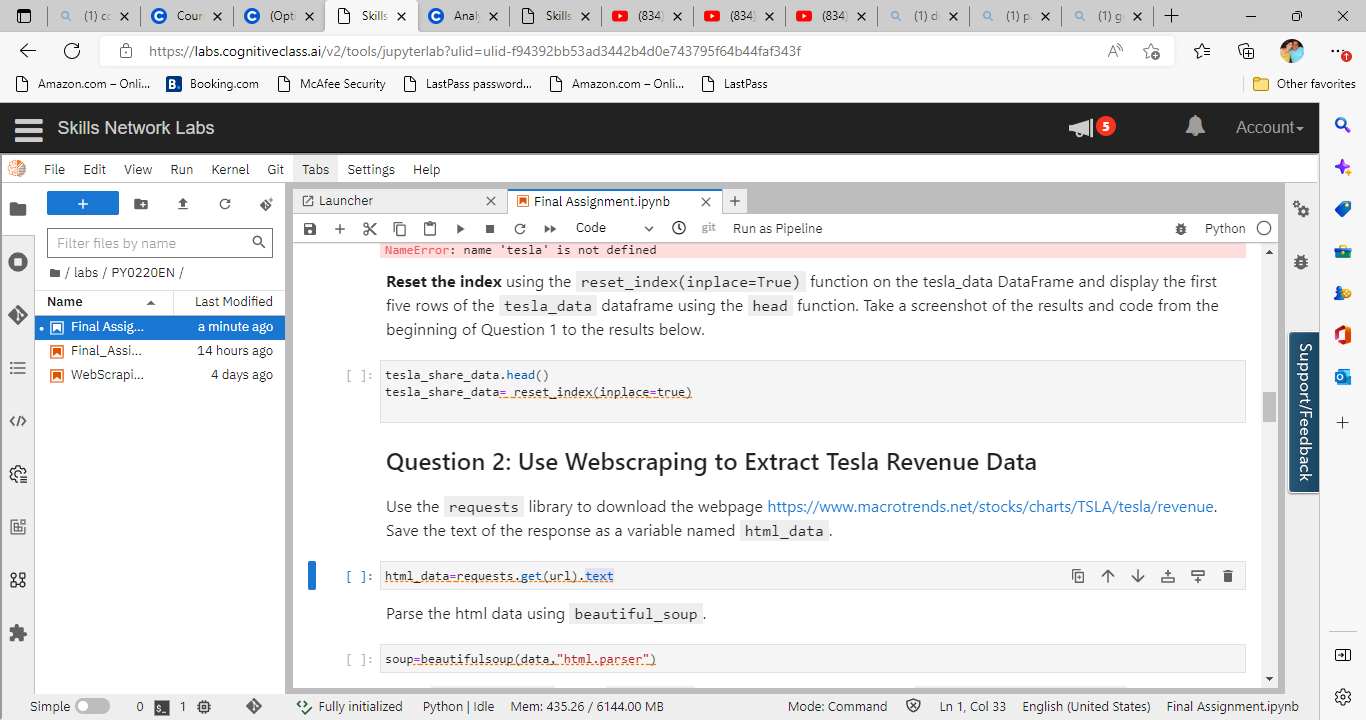 (1) cc
Cour
(Opti
Skills
Analy
Skills
(834)
(834)
(834)
(1) d
(1) p
(1) g
https://labs.cognitiveclass.ai/v2/tools/jupyterlab?ulid=ulid-f94392bb53ad3442b4d0e743795f64b44faf343f
Amazon.com – Onli...
Booking.com
McAfee Security
LastPass password...
Amazon.com – Onli...
LastPass
Other favorites
Skills Network Labs
5
Account
File Edit View Run Kernel Git Tabs Settings Help
Launcher
Final Assignment.ipynb
Code
git
Run as Pipeline
Python
Filter files by name
/ labs / PY0220EN /
Name
Last Modified
Final Assig... a minute ago
Final_Assi... 14 hours ago
WebScrapi... 4 days ago
NameError: name 'tesla' is not defined
Reset the index using the reset_index(inplace=True) function on the tesla_data DataFrame and display the first
five rows of the tesla_data dataframe using the head function. Take a screenshot of the results and code from the
beginning of Question 1 to the results below.
[ ]: tesla_share_data.head()
tesla_share_data= reset_index(inplace=true)
Question 2: Use Webscraping to Extract Tesla Revenue Data
Use the requests library to download the webpage https://www.macrotrends.net/stocks/charts/TSLA/tesla/revenue.
Save the text of the response as a variable named html_data.
[ ]: html_data=requests.get(url).text
Parse the html data using beautiful_soup.
[ ]: soup=beautifulsoup(data,"html.parser")
Support/Feedback
Simple
0
1
Fully initialized
Python | Idle
Mem: 435.26 / 6144.00 MB
Mode: Command
Ln 1, Col 33
English (United States)
Final Assignment.ipynb